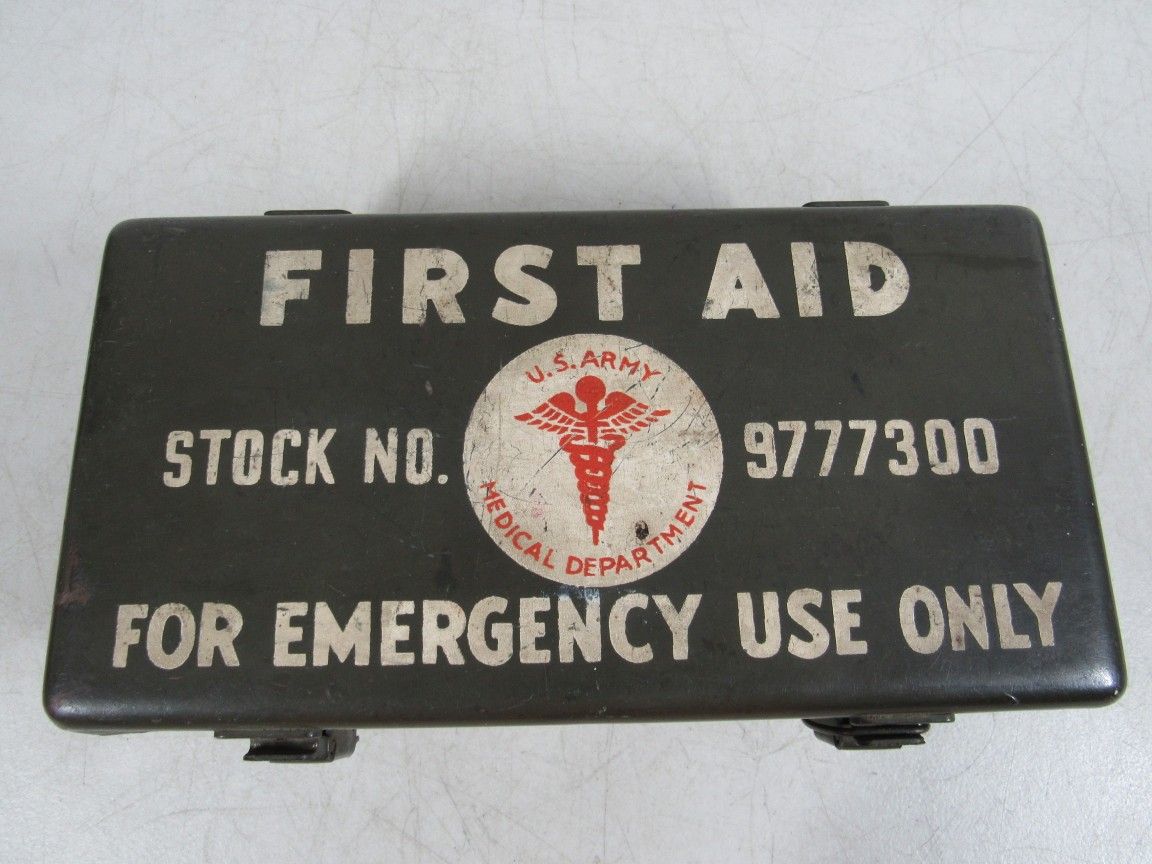 FIRST AID
U.S. ARMY
STOCK NO. 9777300
MEDICAL DEPARTMENT
FOR EMERGENCY USE ONLY